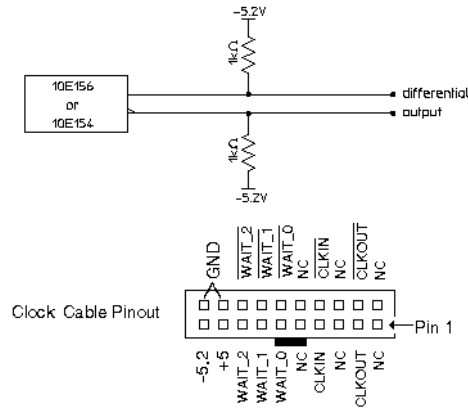 -5.2V
1kΩ
10E156
or
10E154
differential
output
1kΩ
-5.2V
GND
WAIT_2
WAIT_1
WAIT_0
NC
CLKIN
NC
CLKOUT
NC
Clock Cable Pinout
Pin 1
-5.2
+5
WAIT_2
WAIT_1
WAIT_0
NC
CLKIN
NC
CLKOUT
NC